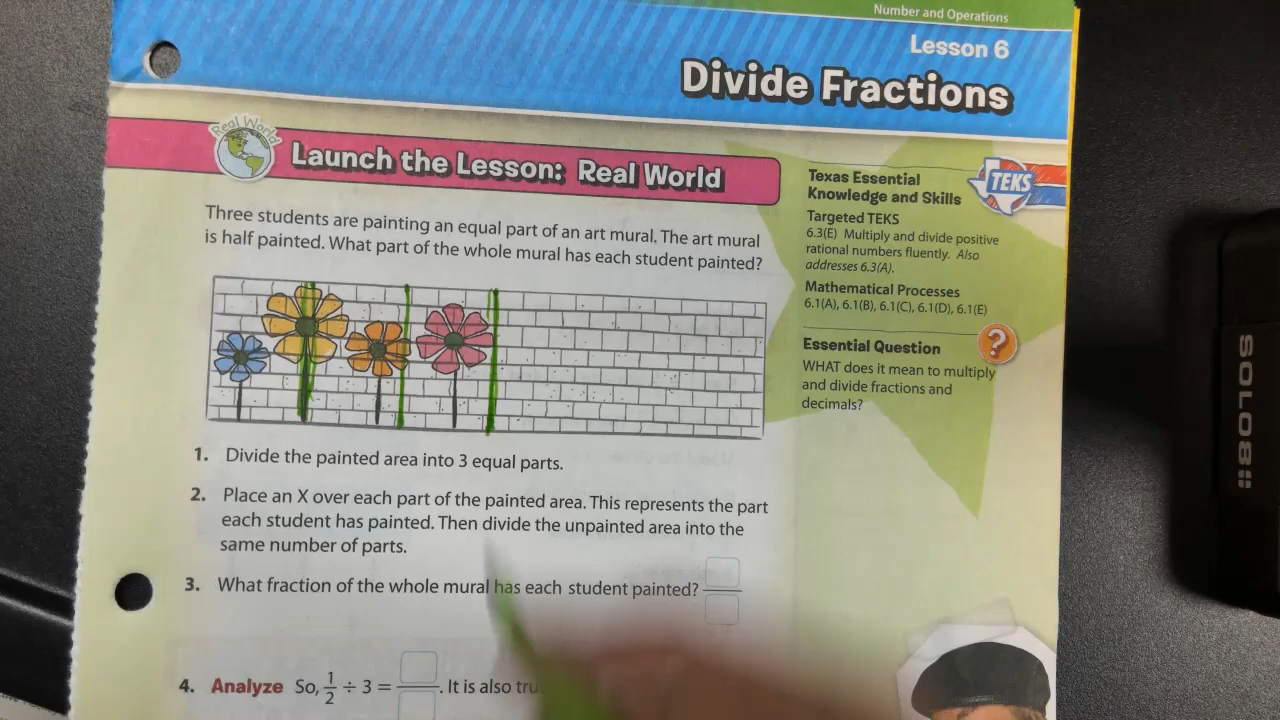 Number and Operations
Lesson 6
Divide Fractions
Real World
Launch the Lesson: Real World
Three students are painting an equal part of an art mural. The art mural
is half painted. What part of the whole mural has each student painted?
1. Divide the painted area into 3 equal parts.
2. Place an X over each part of the painted area. This represents the part
each student has painted. Then divide the unpainted area into the
same number of parts.
3. What fraction of the whole mural has each student painted?
4. Analyze So, 1/2 ÷ 3 = . It is also tru
Texas Essential
Knowledge and Skills
TEKS
Targeted TEKS
6.3(E) Multiply and divide positive
rational numbers fluently. Also
addresses 6.3(A).
Mathematical Processes
6.1(A), 6.1(B), 6.1(C), 6.1(D), 6.1(E)
Essential Question
?
WHAT does it mean to multiply
and divide fractions and
decimals?
SOLO8